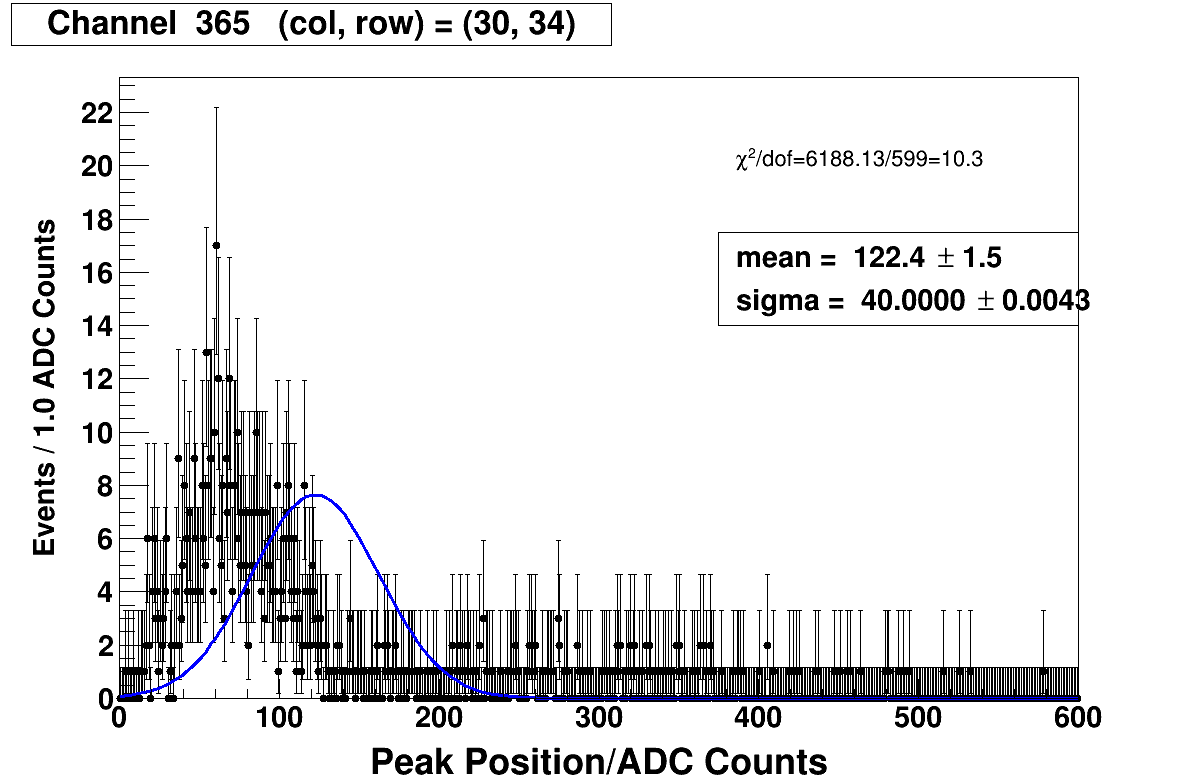 Channel 365 (col, row) = (30, 34)
χ²/dof=6188.13/599=10.3
mean = 122.4 ± 1.5
sigma = 40.0000 ± 0.0043
Events / 1.0 ADC Counts
22
20
18
16
14
12
10
8
6
4
2
0
0 100 200 300 400 500 600
Peak Position/ADC Counts